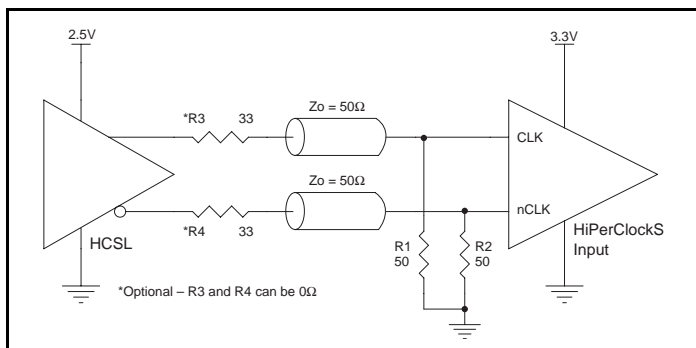 2.5V
3.3V
*R3
33
Zo = 50Ω
CLK
Zo = 50Ω
nCLK
*R4
33
HCSL
R1
50
R2
50
HiPerClockS
Input
*Optional – R3 and R4 can be 0Ω